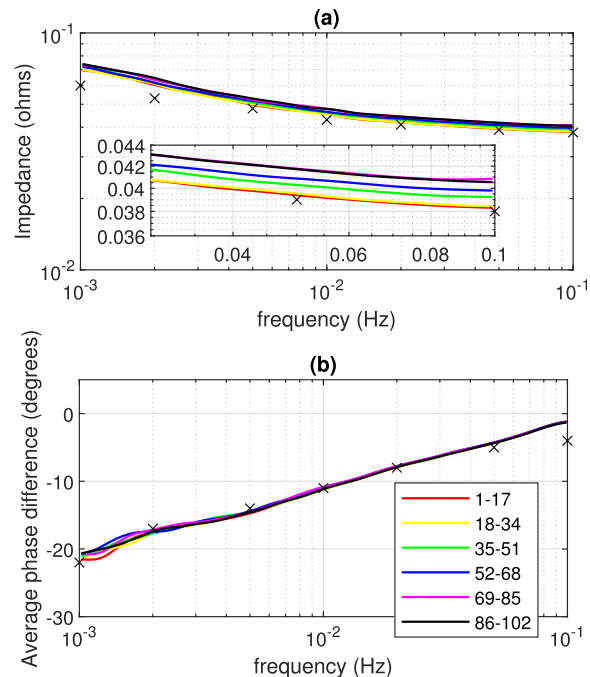 (a)
Impedance (ohms)
10^-1
10^-2
0.044
0.042
0.04
0.038
0.036
0.04 0.06 0.08 0.1
10^-3 10^-2 10^-1
frequency (Hz)
(b)
Average phase difference (degrees)
0
-10
-20
-30
1-17
18-34
35-51
52-68
69-85
86-102
10^-3 10^-2 10^-1
frequency (Hz)